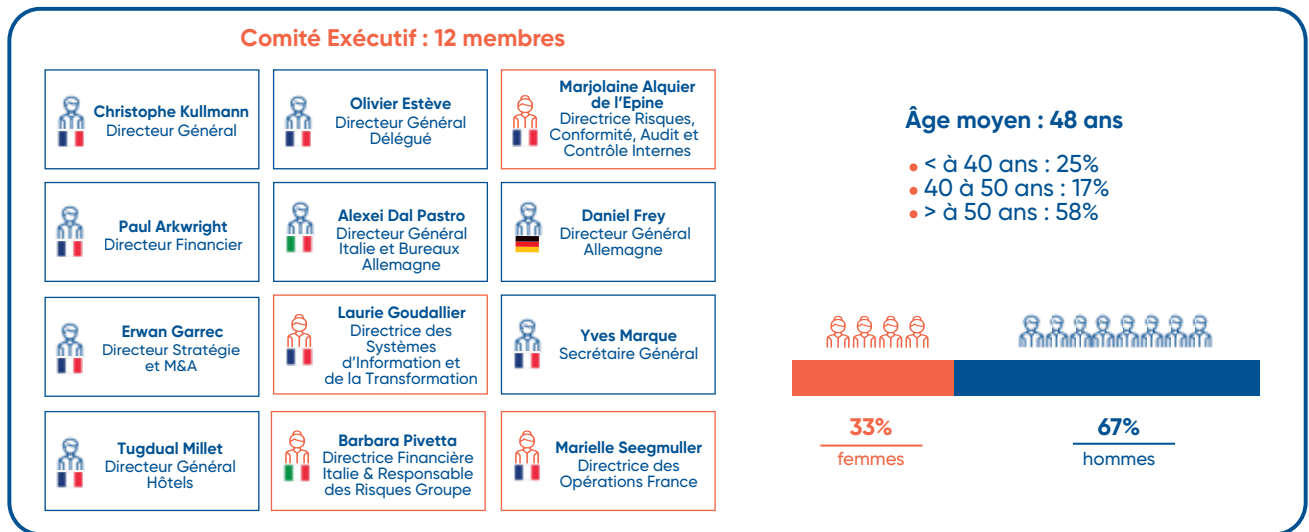 Comité Exécutif : 12 membres
Christophe Kullmann
Directeur Général
Olivier Estève
Directeur Général
Délégué
Marjolaine Alquier
de l'Epine
Directrice Risques,
Conformité, Audit et
Contrôle Internes
Paul Arkwright
Directeur Financier
Alexei Dal Pastro
Directeur Général
Italie et Bureaux
Allemagne
Daniel Frey
Directeur Général
Allemagne
Erwan Garrec
Directeur Stratégie
et M&A
Laurie Goudallier
Directrice des
Systèmes
d'Information et
de la Transformation
Yves Marque
Secrétaire Général
Tugdual Millet
Directeur Général
Hôtels
Barbara Pivetta
Directrice Financière
Italie & Responsable
des Risques Groupe
Marielle Seegmuller
Directrice des
Opérations France
Âge moyen : 48 ans
• < à 40 ans : 25%
• 40 à 50 ans : 17%
• > à 50 ans : 58%
33%
femmes
67%
hommes